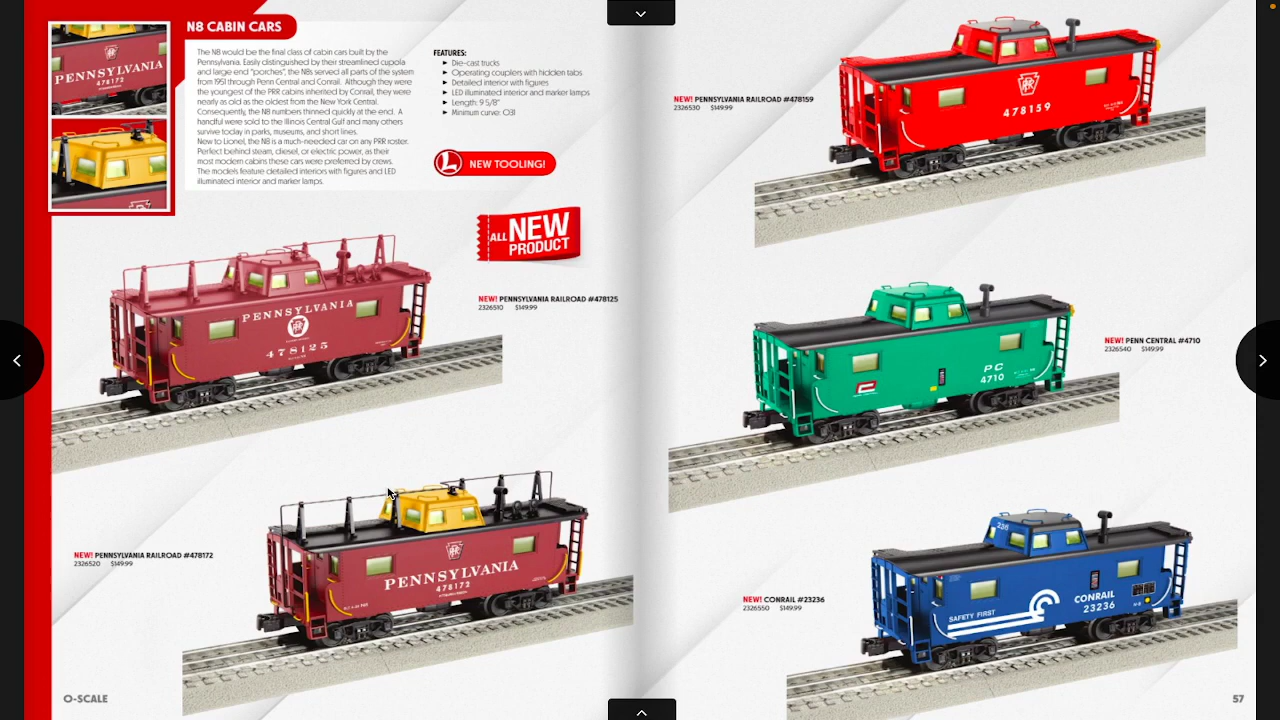 N8 CABIN CARS
The N8 would be the final class of cabin cars built by the
Pennsylvania. Easily distinguished by their streamlined cupola
and large end "porches", the N8s served all parts of the system
from 1951 through Penn Central and Conrail. Although they were
the youngest of the PRR cabins inherited by Conrail, they were
nearly as old as the oldest from the New York Central.
Consequently, the N8 numbers thinned quickly at the end. A
handful were sold to the Illinois Central Gulf and many others
survive today in parks, museums, and short lines.
New to Lionel, the N8 is a much-needed car on any PRR roster.
Perfect behind steam, diesel, or electric power, as their
most modern cabins these cars were preferred by crews.
The models feature detailed interiors with figures and LED
illuminated interior and marker lamps.
FEATURES:
► Die-cast trucks
► Operating couplers with hidden tabs
► Detailed interior with figures
► LED illuminated interior and marker lamps
► Length: 9 5/8"
► Minimum curve: O31
L NEW TOOLING!
ALL NEW
PRODUCT
PENNSYLVANIA
478172
PRR
PENNSYLVANIA
PRR
478125
NEW! PENNSYLVANIA RAILROAD #478125
2326510 $149.99
NEW! PENNSYLVANIA RAILROAD #478172
2326520 $149.99
PRR
PENNSYLVANIA
478172
O-SCALE
NEW! PENNSYLVANIA RAILROAD #478159
2326530 $149.99
PRR
478159
NEW! PENN CENTRAL #4710
2326540 $149.99
PC
4710
NEW! CONRAIL #23236
2326550 $149.99
236
SAFETY FIRST
CONRAIL
23236
57